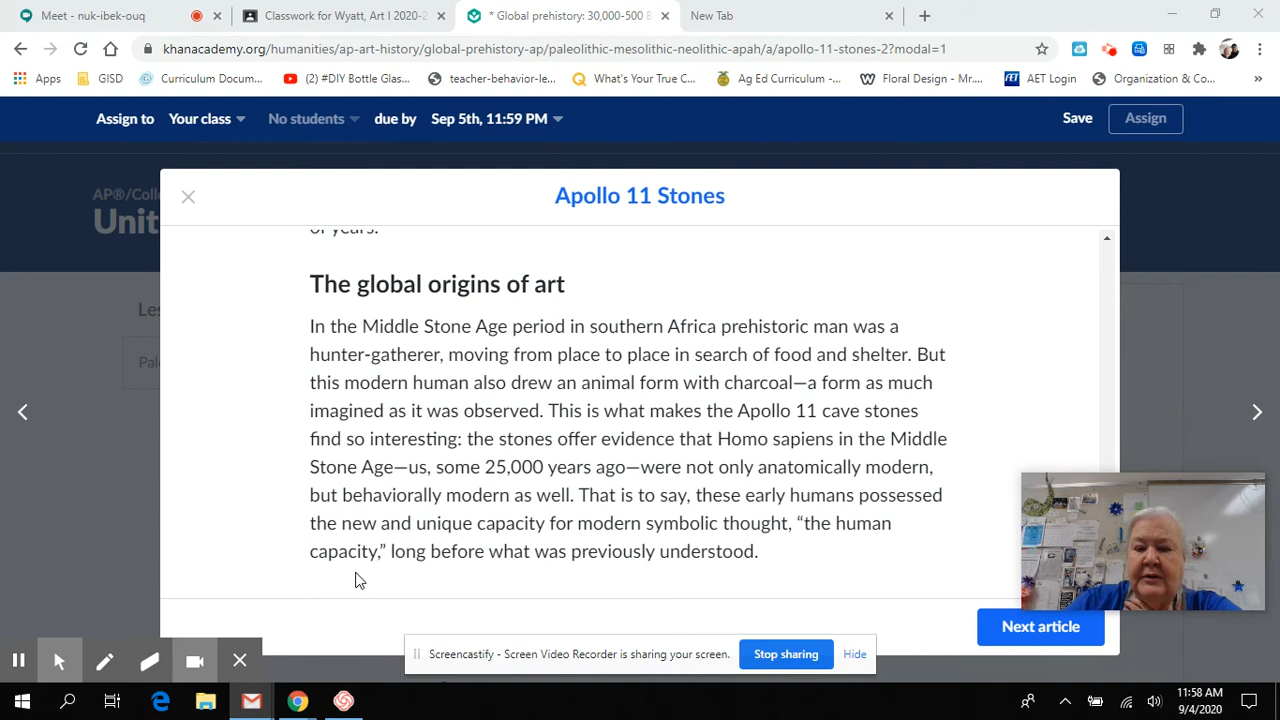 Meet - nuk-ibek-ouq
Classwork for Wyatt, Art I 2020-2
* Global prehistory: 30,000-500 B
New Tab
khanacademy.org/humanities/ap-art-history/global-prehistory-ap/paleolithic-mesolithic-neolithic-apah/a/apollo-11-stones-2?modal=1
Apps
GISD
Curriculum Docum...
(2) #DIY Bottle Glas...
teacher-behavior-le...
What's Your True C...
Ag Ed Curriculum -...
Floral Design - Mr....
AET Login
Organization & Co...
»
Assign to
Your class
No students
due by
Sep 5th, 11:59 PM
Save
Assign
AP®/Colle
Unit
Les
Pale
Apollo 11 Stones
of years.
The global origins of art
In the Middle Stone Age period in southern Africa prehistoric man was a
hunter-gatherer, moving from place to place in search of food and shelter. But
this modern human also drew an animal form with charcoal—a form as much
imagined as it was observed. This is what makes the Apollo 11 cave stones
find so interesting: the stones offer evidence that Homo sapiens in the Middle
Stone Age—us, some 25,000 years ago—were not only anatomically modern,
but behaviorally modern as well. That is to say, these early humans possessed
the new and unique capacity for modern symbolic thought, “the human
capacity,” long before what was previously understood.
Next article
Screencastify - Screen Video Recorder is sharing your screen.
Stop sharing
Hide
11:58 AM
9/4/2020